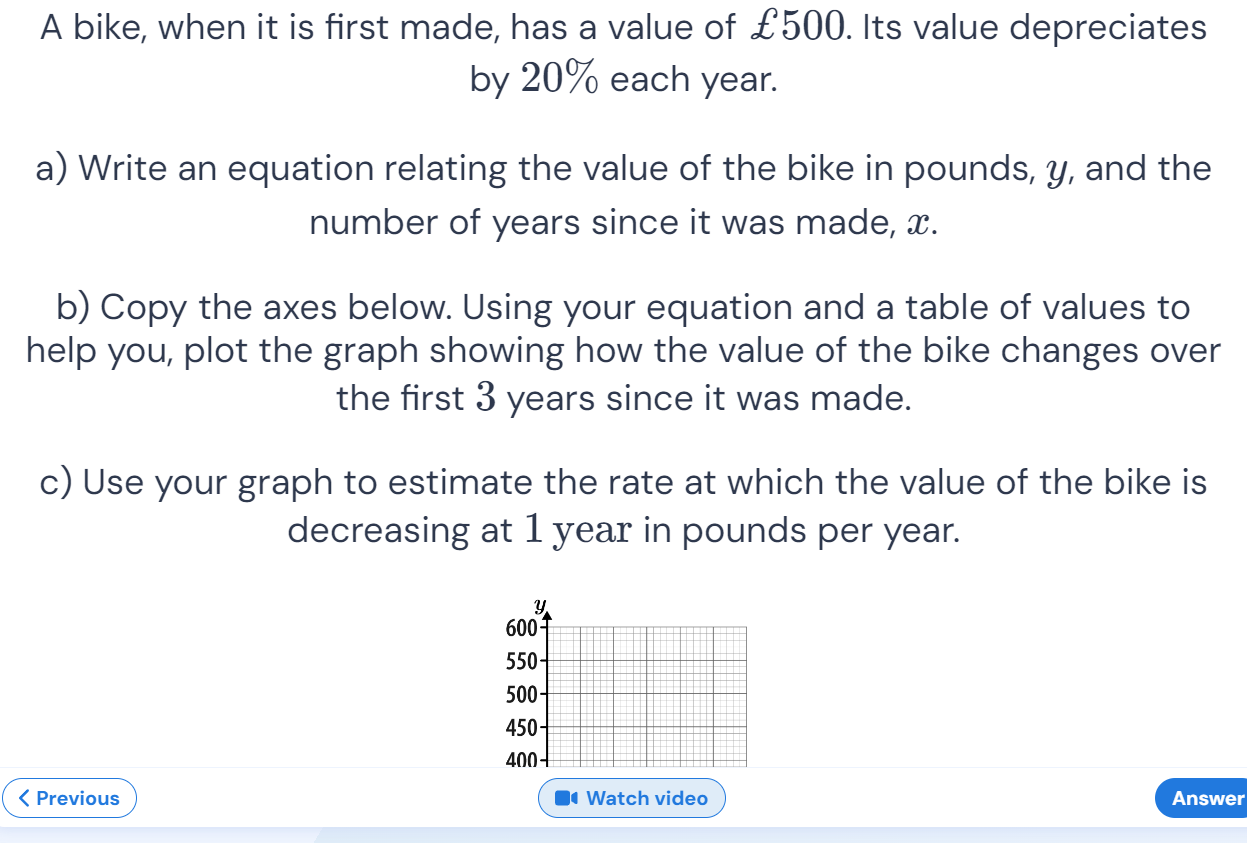 A bike, when it is first made, has a value of £500. Its value depreciates
by 20% each year.
a) Write an equation relating the value of the bike in pounds, y, and the
number of years since it was made, x.
b) Copy the axes below. Using your equation and a table of values to
help you, plot the graph showing how the value of the bike changes over
the first 3 years since it was made.
c) Use your graph to estimate the rate at which the value of the bike is
decreasing at 1 year in pounds per year.
y
600
550
500
450
400
Previous
Watch video
Answer